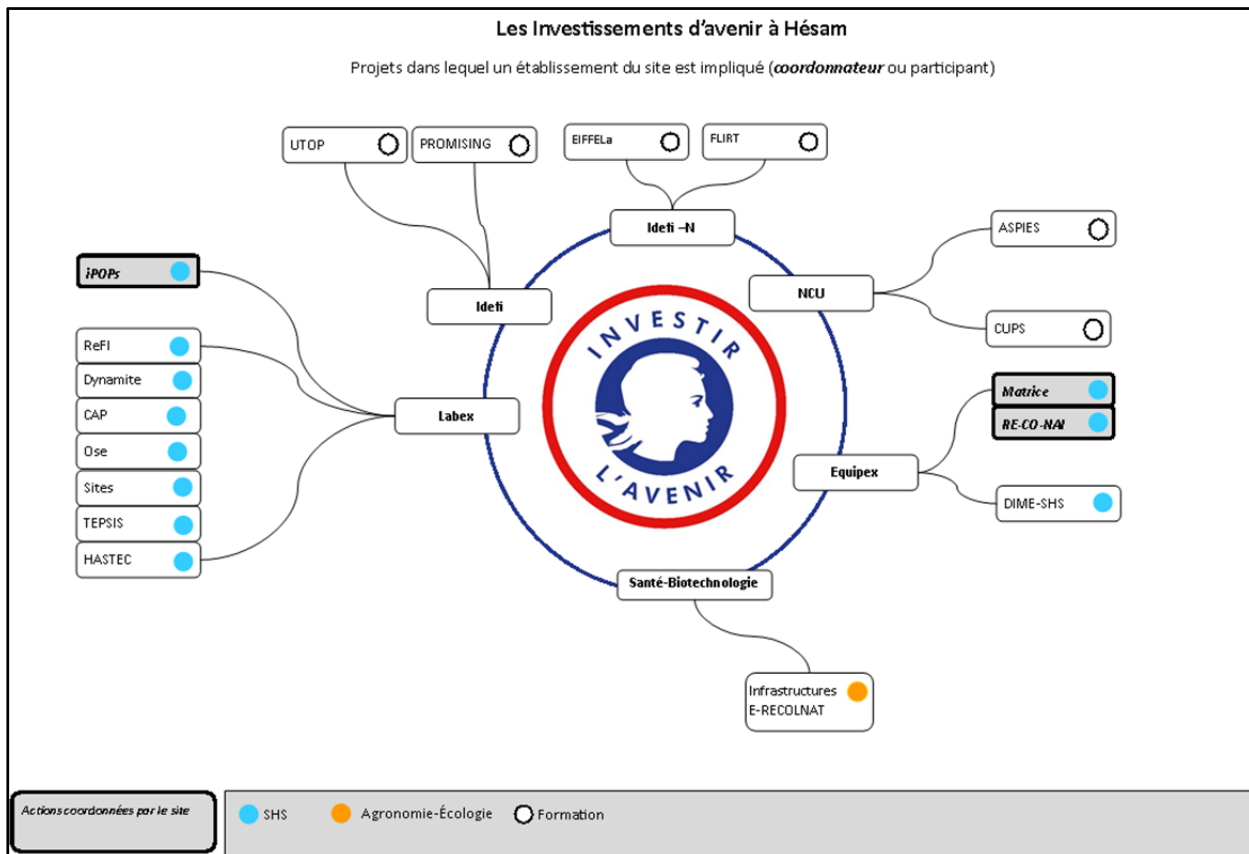 Les Investissements d'avenir à Hésam
Projets dans lequel un établissement du site est impliqué (coordonnateur ou participant)
UTOP
PROMISING
EIFFELa
FLIRT
Idefi –N
ASPIES
iPOPs
Idefi
NCU
CUPS
ReFI
Dynamite
CAP
Ose
Sites
TEPSIS
HASTEC
Labex
INVESTIR
L'AVENIR
Matrice
RE-CO-NAI
Equipex
DIME-SHS
Santé-Biotechnologie
Infrastructures
E-RECOLNAT
Actions coordonnées par le site
SHS
Agronomie-Écologie
Formation